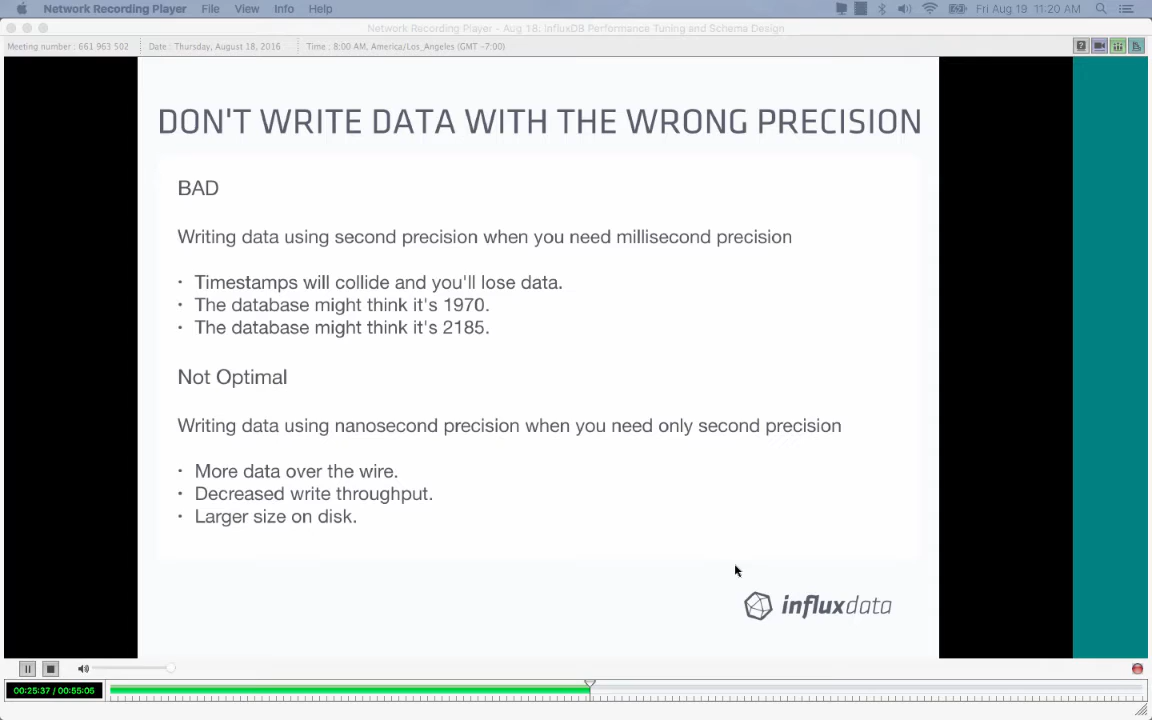 Network Recording Player File View Info Help Fri Aug 19 11:20 AM
Network Recording Player - Aug 18, InfluxDB Performance Tuning and Schema Design
Meeting number : 661 963 502 Date : Thursday, August 18, 2016 Time : 8:00 AM, America/Los_Angeles (GMT -7:00)
DON'T WRITE DATA WITH THE WRONG PRECISION
BAD
Writing data using second precision when you need millisecond precision
· Timestamps will collide and you'll lose data.
· The database might think it's 1970.
· The database might think it's 2185.
Not Optimal
Writing data using nanosecond precision when you need only second precision
· More data over the wire.
· Decreased write throughput.
· Larger size on disk.
influxdata
00:25:37 / 00:55:05